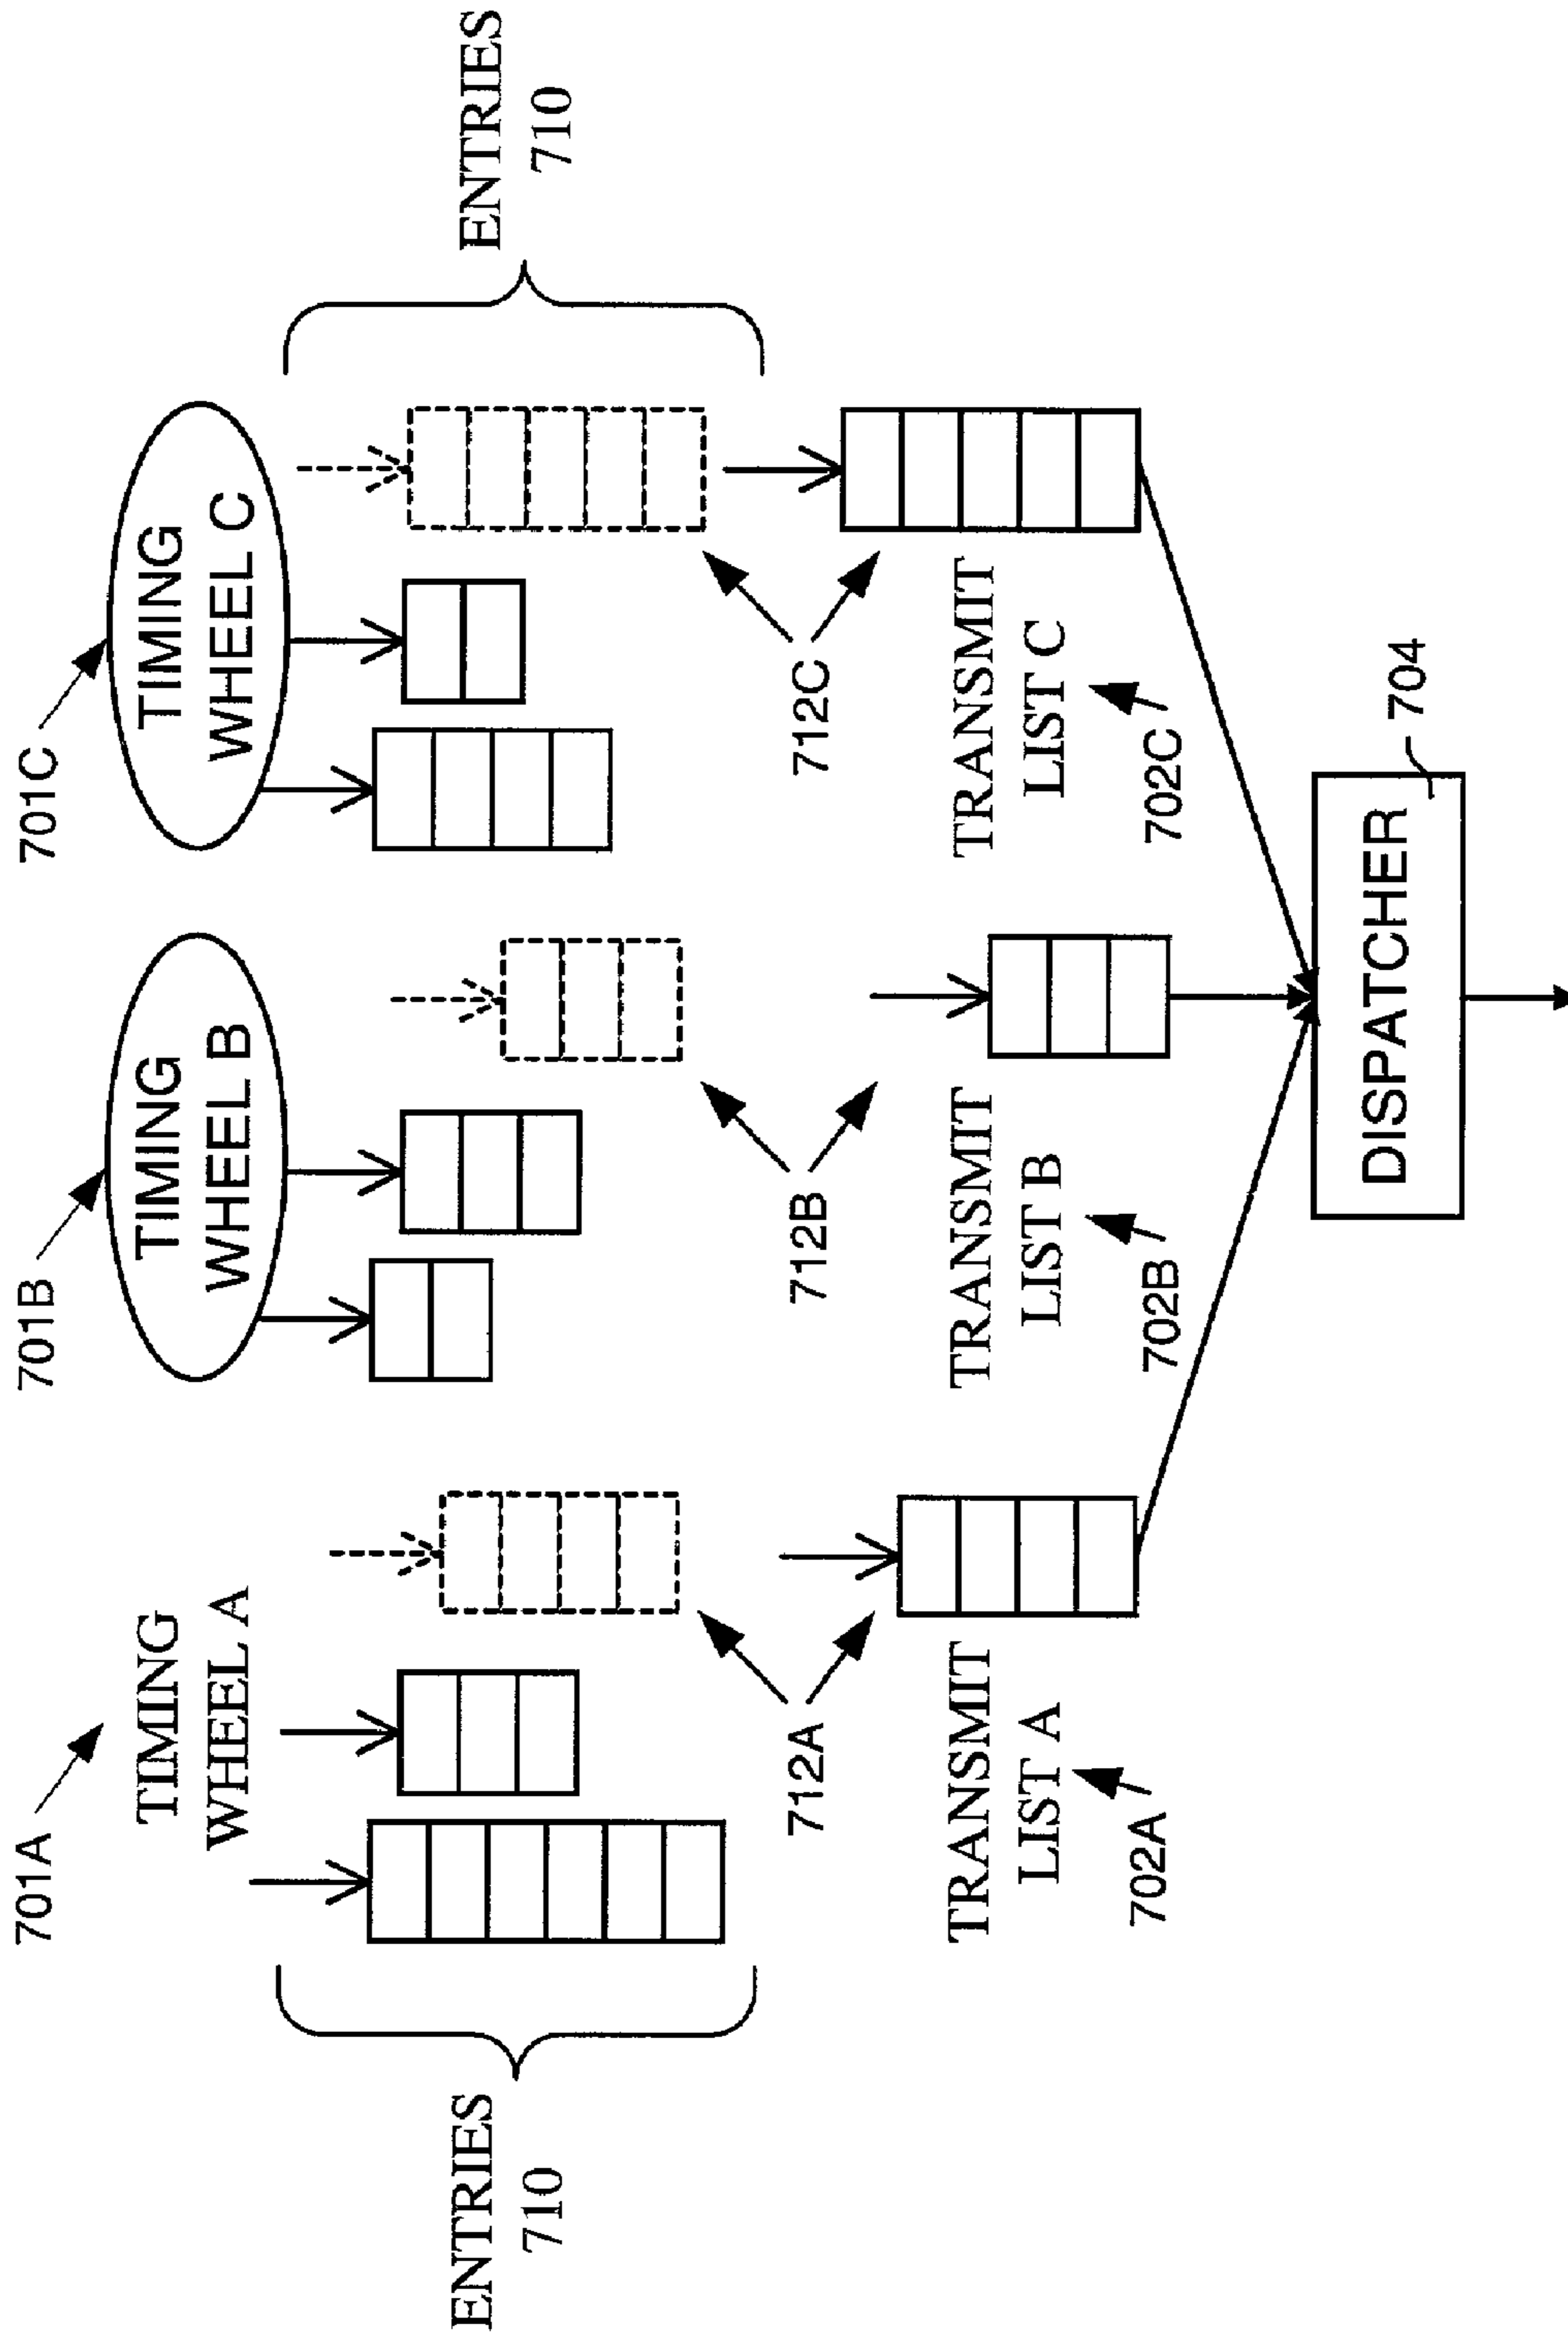 701A
701B
701C
TIMING
WHEEL A
TIMING
WHEEL B
TIMING
WHEEL C
ENTRIES
710
ENTRIES
710
712A
712B
712C
TRANSMIT
LIST A
TRANSMIT
LIST B
TRANSMIT
LIST C
702A
702B
702C
DISPATCHER
704